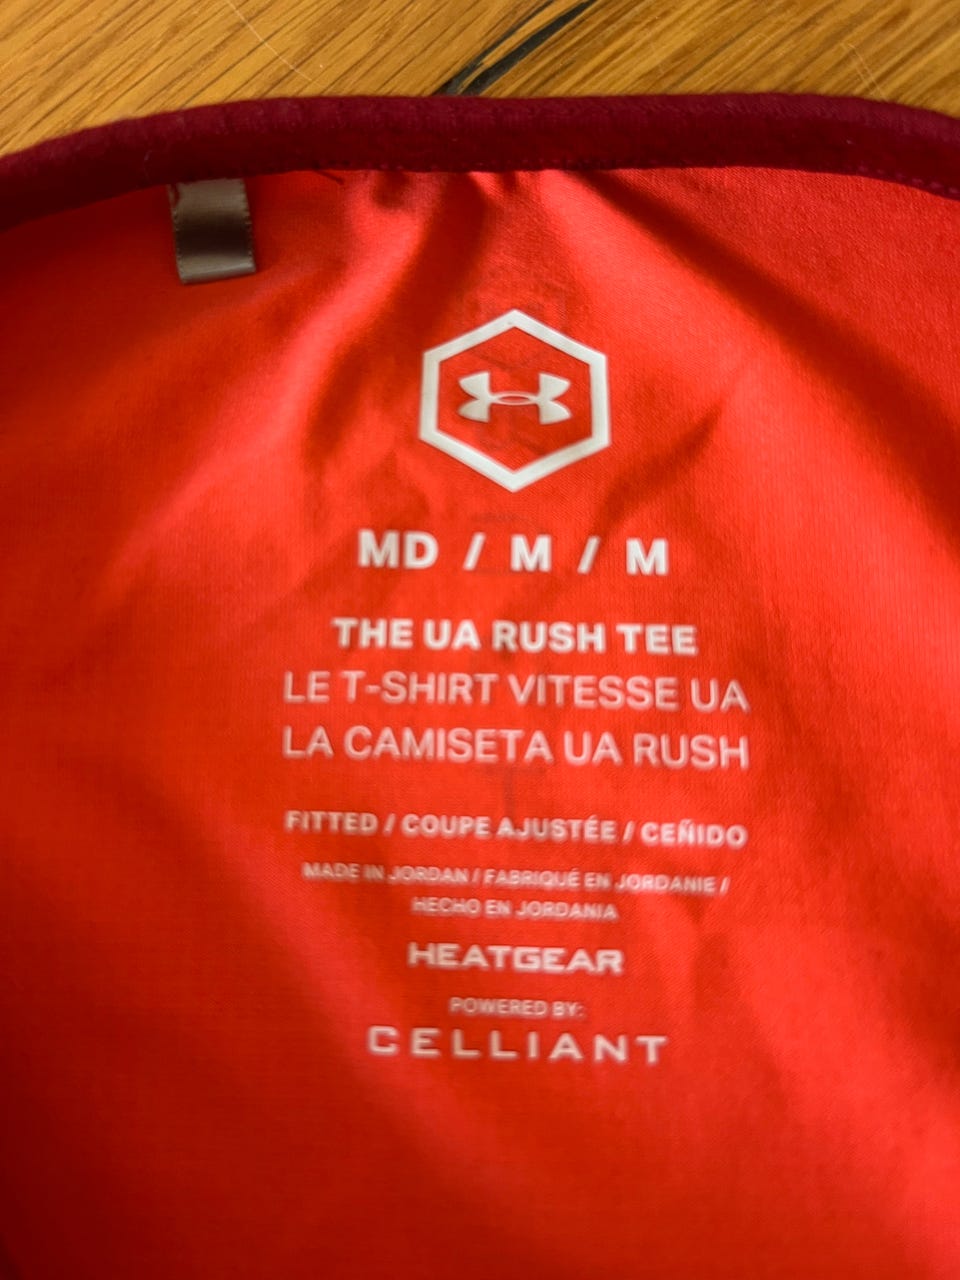 MD / M / M
THE UA RUSH TEE
LE T-SHIRT VITESSE UA
LA CAMISETA UA RUSH
FITTED / COUPE AJUSTÉE / CEÑIDO
MADE IN JORDAN / FABRIQUÉ EN JORDANIE /
HECHO EN JORDANIA
HEATGEAR
POWERED BY:
CELLIANT